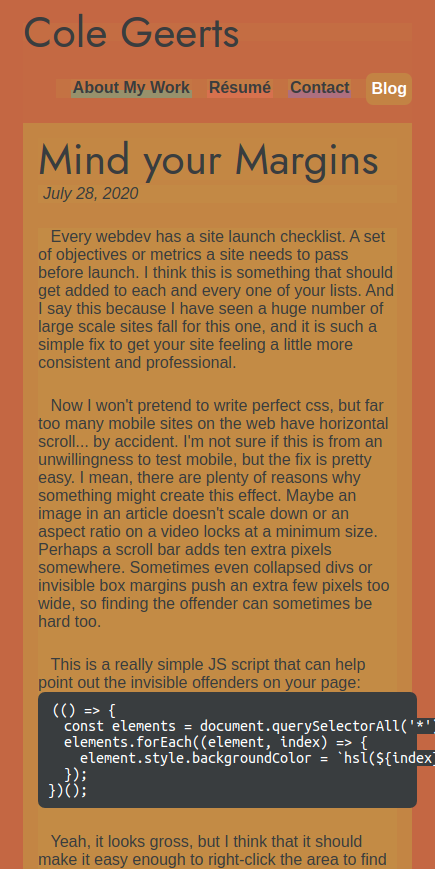 Cole Geerts
About My Work Résumé Contact Blog
Mind your Margins
July 28, 2020
Every webdev has a site launch checklist. A set
of objectives or metrics a site needs to pass
before launch. I think this is something that should
get added to each and every one of your lists. And
I say this because I have seen a huge number of
large scale sites fall for this one, and it is such a
simple fix to get your site feeling a little more
consistent and professional.
Now I won't pretend to write perfect css, but far
too many mobile sites on the web have horizontal
scroll... by accident. I'm not sure if this is from an
unwillingness to test mobile, but the fix is pretty
easy. I mean, there are plenty of reasons why
something might create this effect. Maybe an
image in an article doesn't scale down or an
aspect ratio on a video locks at a minimum size.
Perhaps a scroll bar adds ten extra pixels
somewhere. Sometimes even collapsed divs or
invisible box margins push an extra few pixels too
wide, so finding the offender can sometimes be
hard too.
This is a really simple JS script that can help
point out the invisible offenders on your page:
(() => {
const elements = document.querySelectorAll('*')
elements.forEach((element, index) => {
element.style.backgroundColor = `hsl(${index}
});
})();
Yeah, it looks gross, but I think that it should
make it easy enough to right-click the area to find